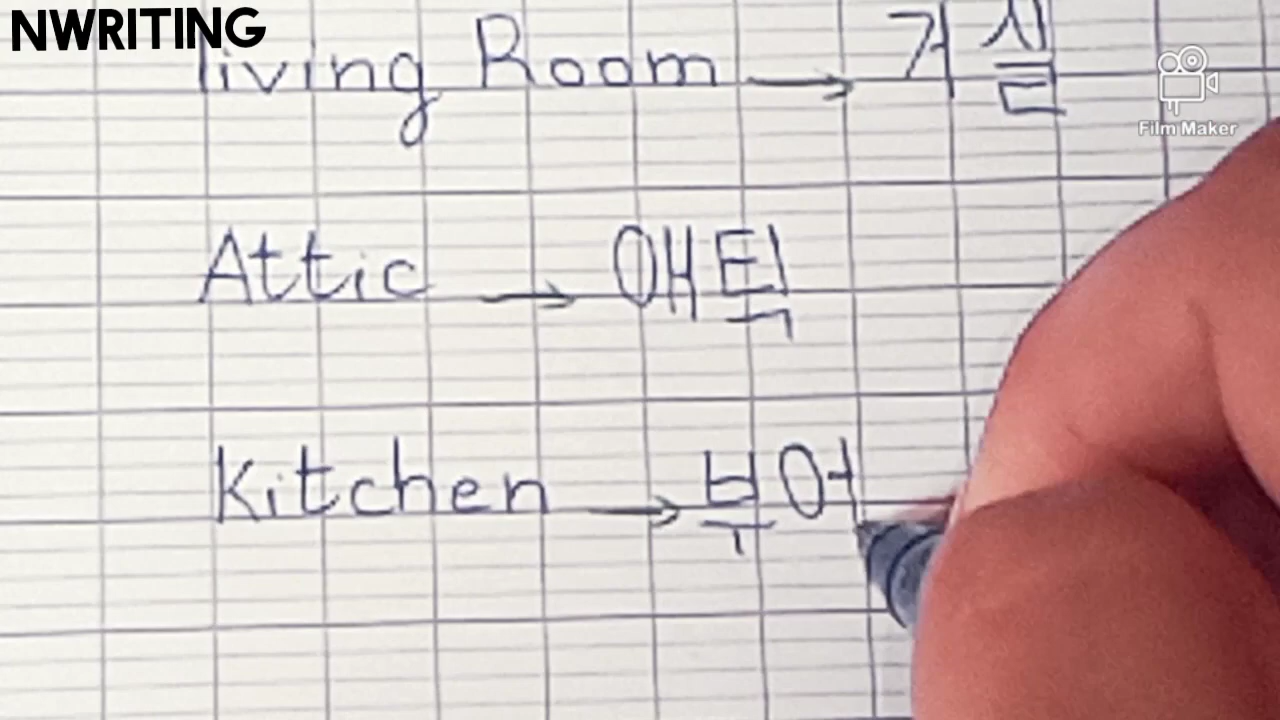 NWRITING
living Room → 거실
Film Maker
Attic → 애틱
Kitchen → 부어